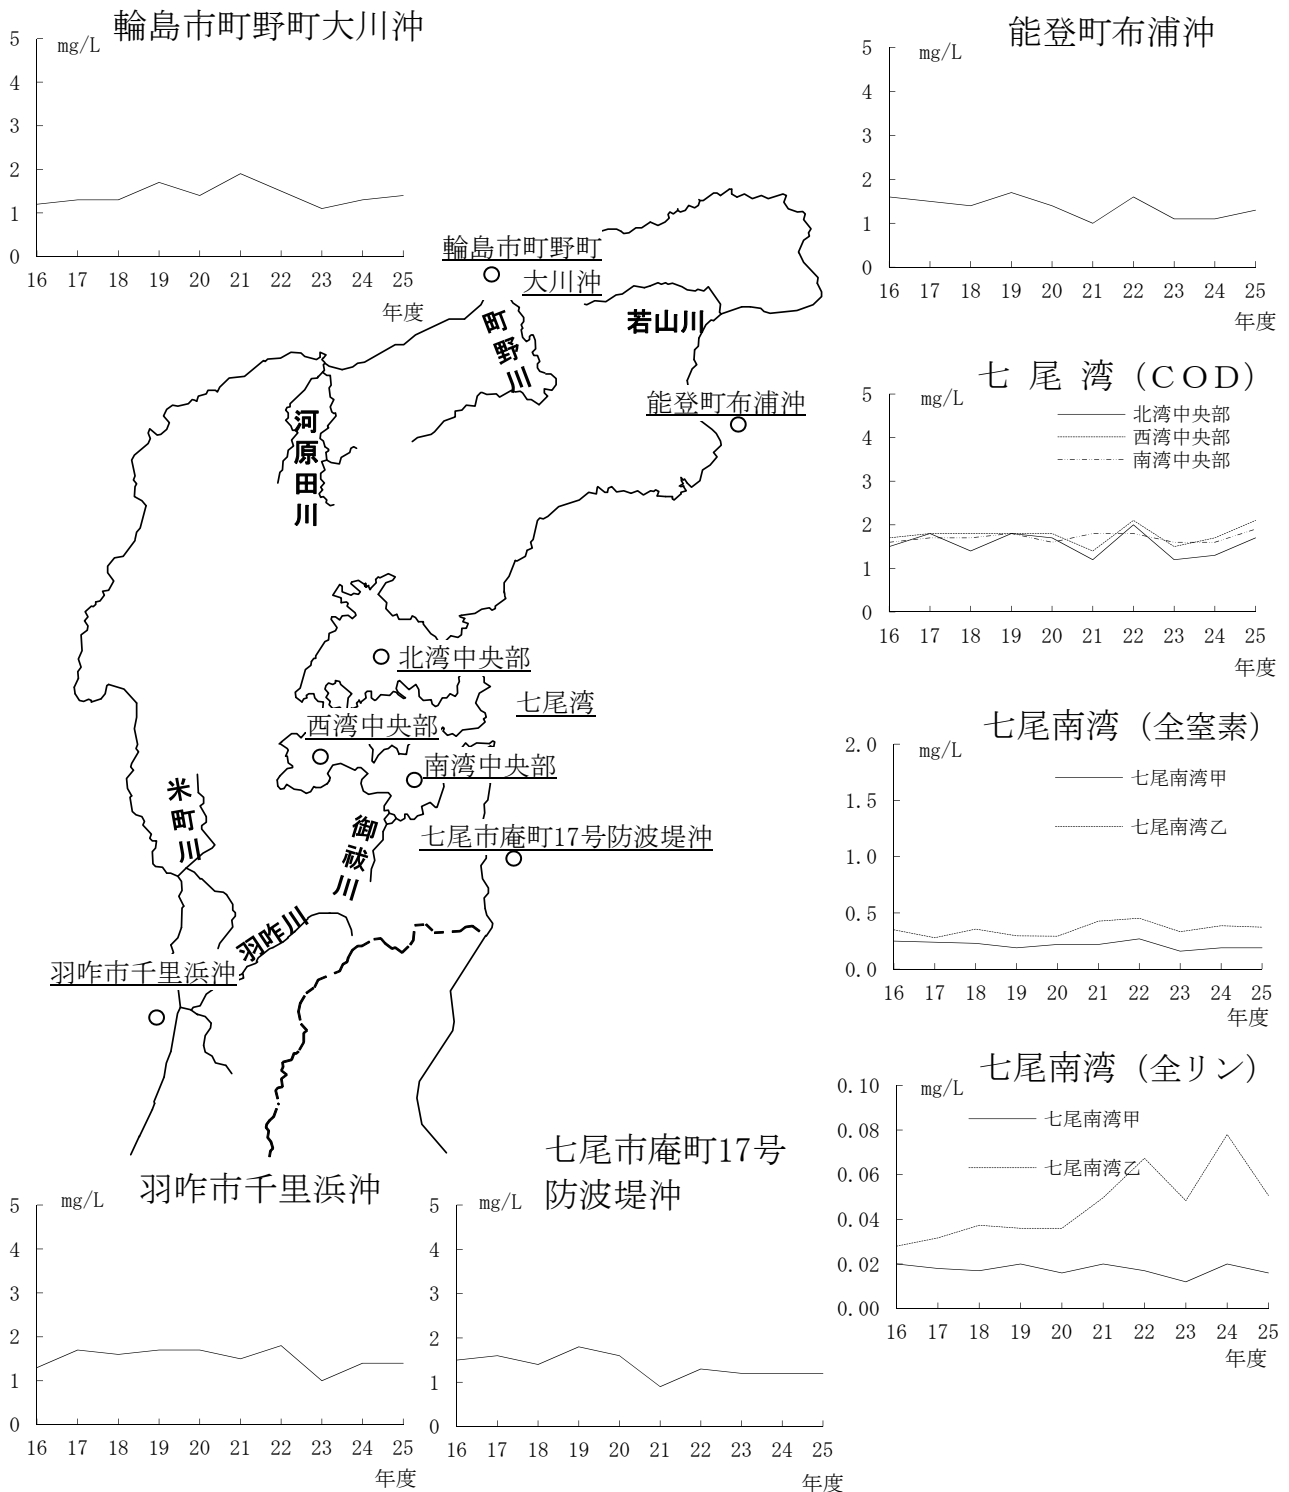 輪島市町野町大川沖
mg/L
5
4
3
2
1
0
16 17 18 19 20 21 22 23 24 25
年度
能登町布浦沖
mg/L
5
4
3
2
1
0
16 17 18 19 20 21 22 23 24 25
年度
輪島市町野町
大川沖
町野川
若山川
河原田川
能登町布浦沖
七尾湾(COD)
mg/L
北湾中央部
西湾中央部
南湾中央部
5
4
3
2
1
0
16 17 18 19 20 21 22 23 24 25
年度
北湾中央部
七尾湾
西湾中央部
南湾中央部
米町川
御祓川
七尾市庵町17号防波堤沖
羽咋川
羽咋市千里浜沖
七尾南湾(全窒素)
mg/L
七尾南湾甲
七尾南湾乙
2.0
1.5
1.0
0.5
0.0
16 17 18 19 20 21 22 23 24 25
年度
七尾南湾(全リン)
mg/L
七尾南湾甲
七尾南湾乙
0.10
0.08
0.06
0.04
0.02
0.00
16 17 18 19 20 21 22 23 24 25
年度
羽咋市千里浜沖
mg/L
5
4
3
2
1
0
16 17 18 19 20 21 22 23 24 25
年度
七尾市庵町17号
防波堤沖
mg/L
5
4
3
2
1
0
16 17 18 19 20 21 22 23 24 25
年度